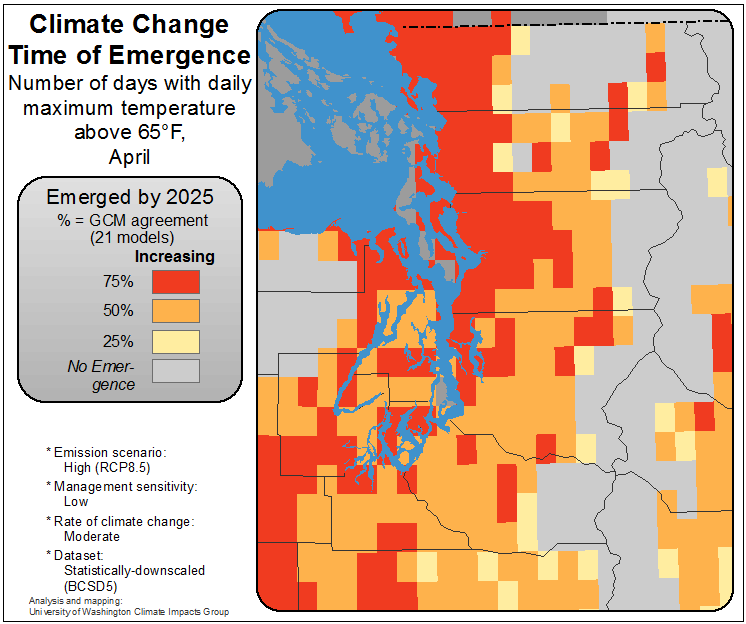 Climate Change
Time of Emergence
Number of days with daily
maximum temperature
above 65°F,
April
Emerged by 2025
% = GCM agreement
(21 models)
Increasing
75%
50%
25%
No Emer-
gence
* Emission scenario:
High (RCP8.5)
* Management sensitivity:
Low
* Rate of climate change:
Moderate
* Dataset:
Statistically-downscaled
(BCSD5)
Analysis and mapping:
University of Washington Climate Impacts Group